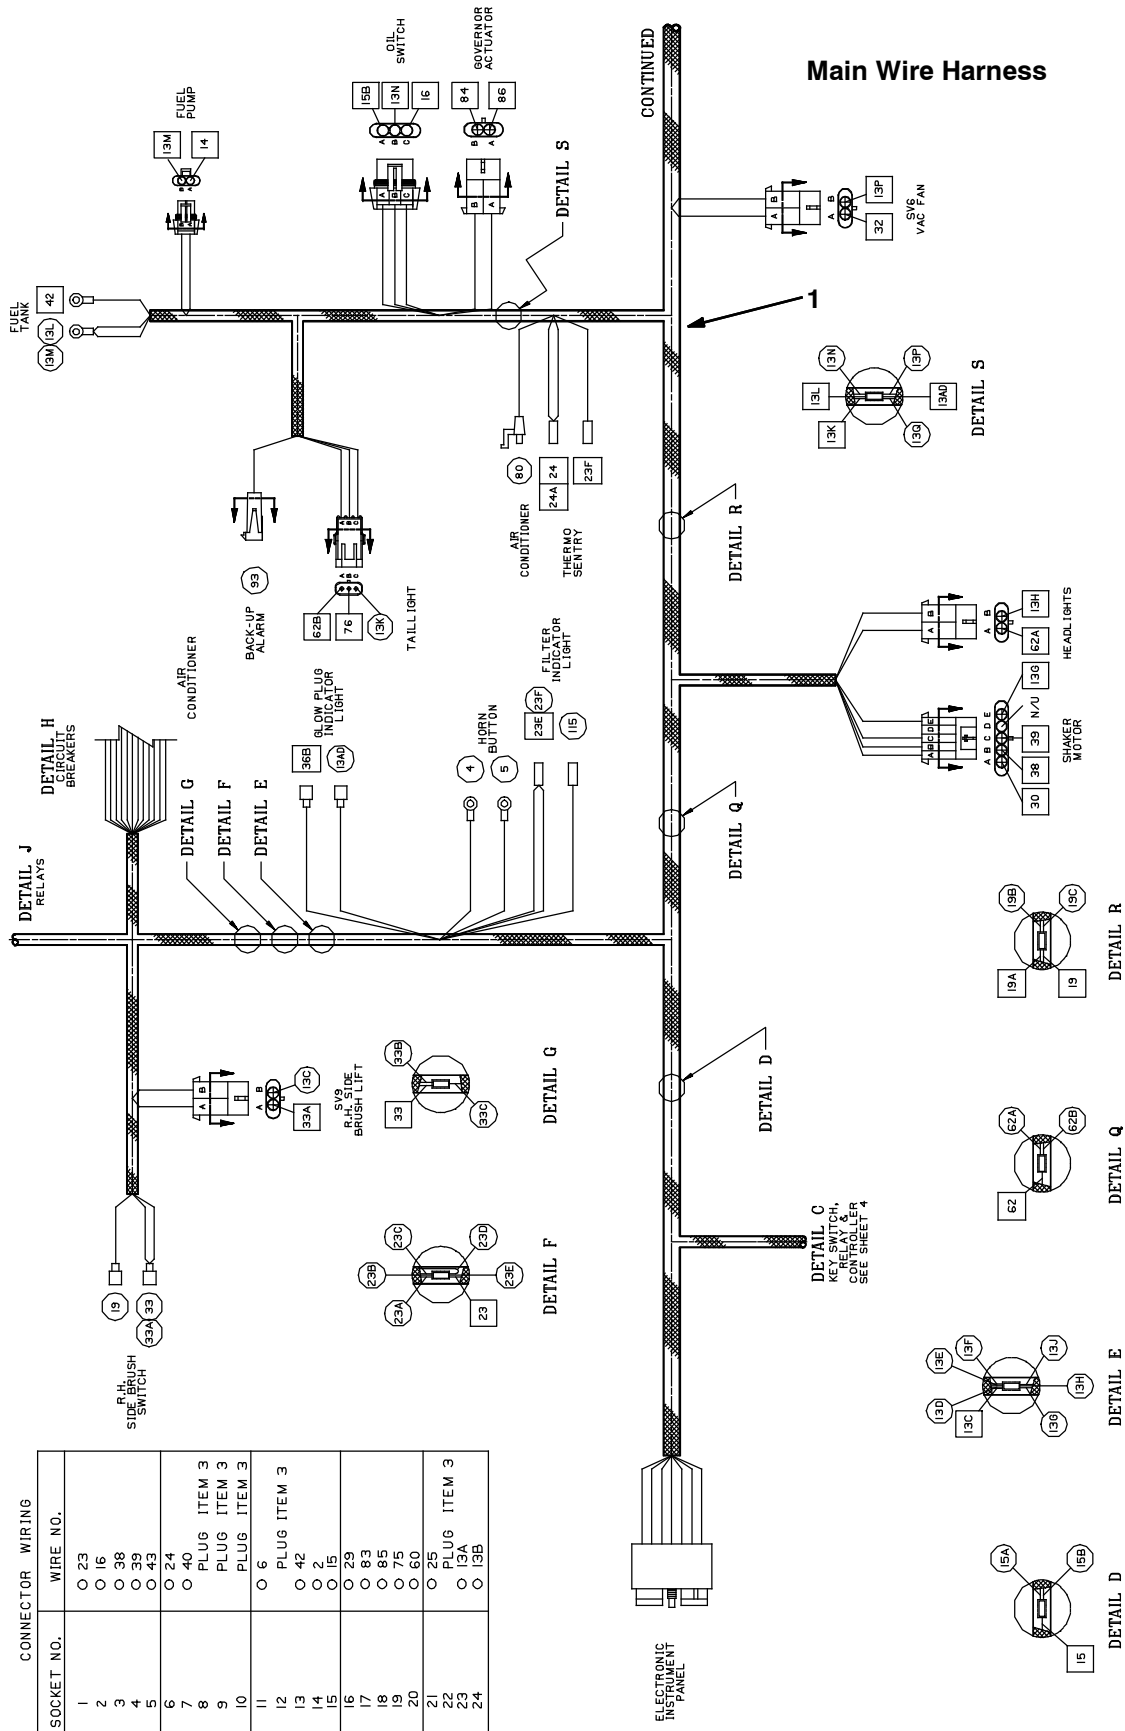 Main Wire Harness
CONTINUED
1
FUEL
TANK
13M
13L
42
FUEL
PUMP
13M
14
B
A
OIL
SWITCH
15B
13N
16
A
B
C
A
B
C
GOVERNOR
ACTUATOR
84
86
B
A
B
A
DETAIL S
SV6
VAC FAN
A
B
A
B
32
13P
BACK-UP
ALARM
93
TAILLIGHT
62B
76
13K
A
B
C
A
B
C
AIR
CONDITIONER
80
24A
24
THERMO
SENTRY
23F
DETAIL S
13L
13K
13N
13Q
13P
13AD
DETAIL R
DETAIL H
CIRCUIT
BREAKERS
DETAIL J
RELAYS
AIR
CONDITIONER
DETAIL G
DETAIL F
DETAIL E
GLOW PLUG
INDICATOR
LIGHT
36B
13AD
HORN
BUTTON
4
5
FILTER
INDICATOR
LIGHT
23E
23F
115
HEADLIGHTS
A
B
A
B
62A
13H
SHAKER
MOTOR
A
B
C
D
E
A
B
C
D
E
30
38
39
N/U
13G
DETAIL Q
DETAIL R
19A
19B
19
19C
SV9
R.H. SIDE
BRUSH LIFT
A
B
A
B
33A
13C
DETAIL G
33
33B
33C
DETAIL D
R.H.
SIDE BRUSH
SWITCH
19
33A
33
DETAIL F
23B
23A
23C
23
23D
23E
DETAIL C
KEY SWITCH,
RELAY &
CONTROLLER
SEE SHEET 4
DETAIL Q
62
62A
62B
DETAIL E
13D
13E
13C
13F
13G
13J
13H
DETAIL D
15
15A
15B
ELECTRONIC
INSTRUMENT
PANEL
CONNECTOR WIRING
SOCKET NO. WIRE NO.
1 23
2 16
3 38
4 39
5 43
6 24
7 40
8 PLUG ITEM 3
9 PLUG ITEM 3
10 PLUG ITEM 3
11 6
12 PLUG ITEM 3
13 42
14 2
15 15
16 29
17 83
18 85
19 75
20 60
21 25
22 PLUG ITEM 3
23 13A
24 13B